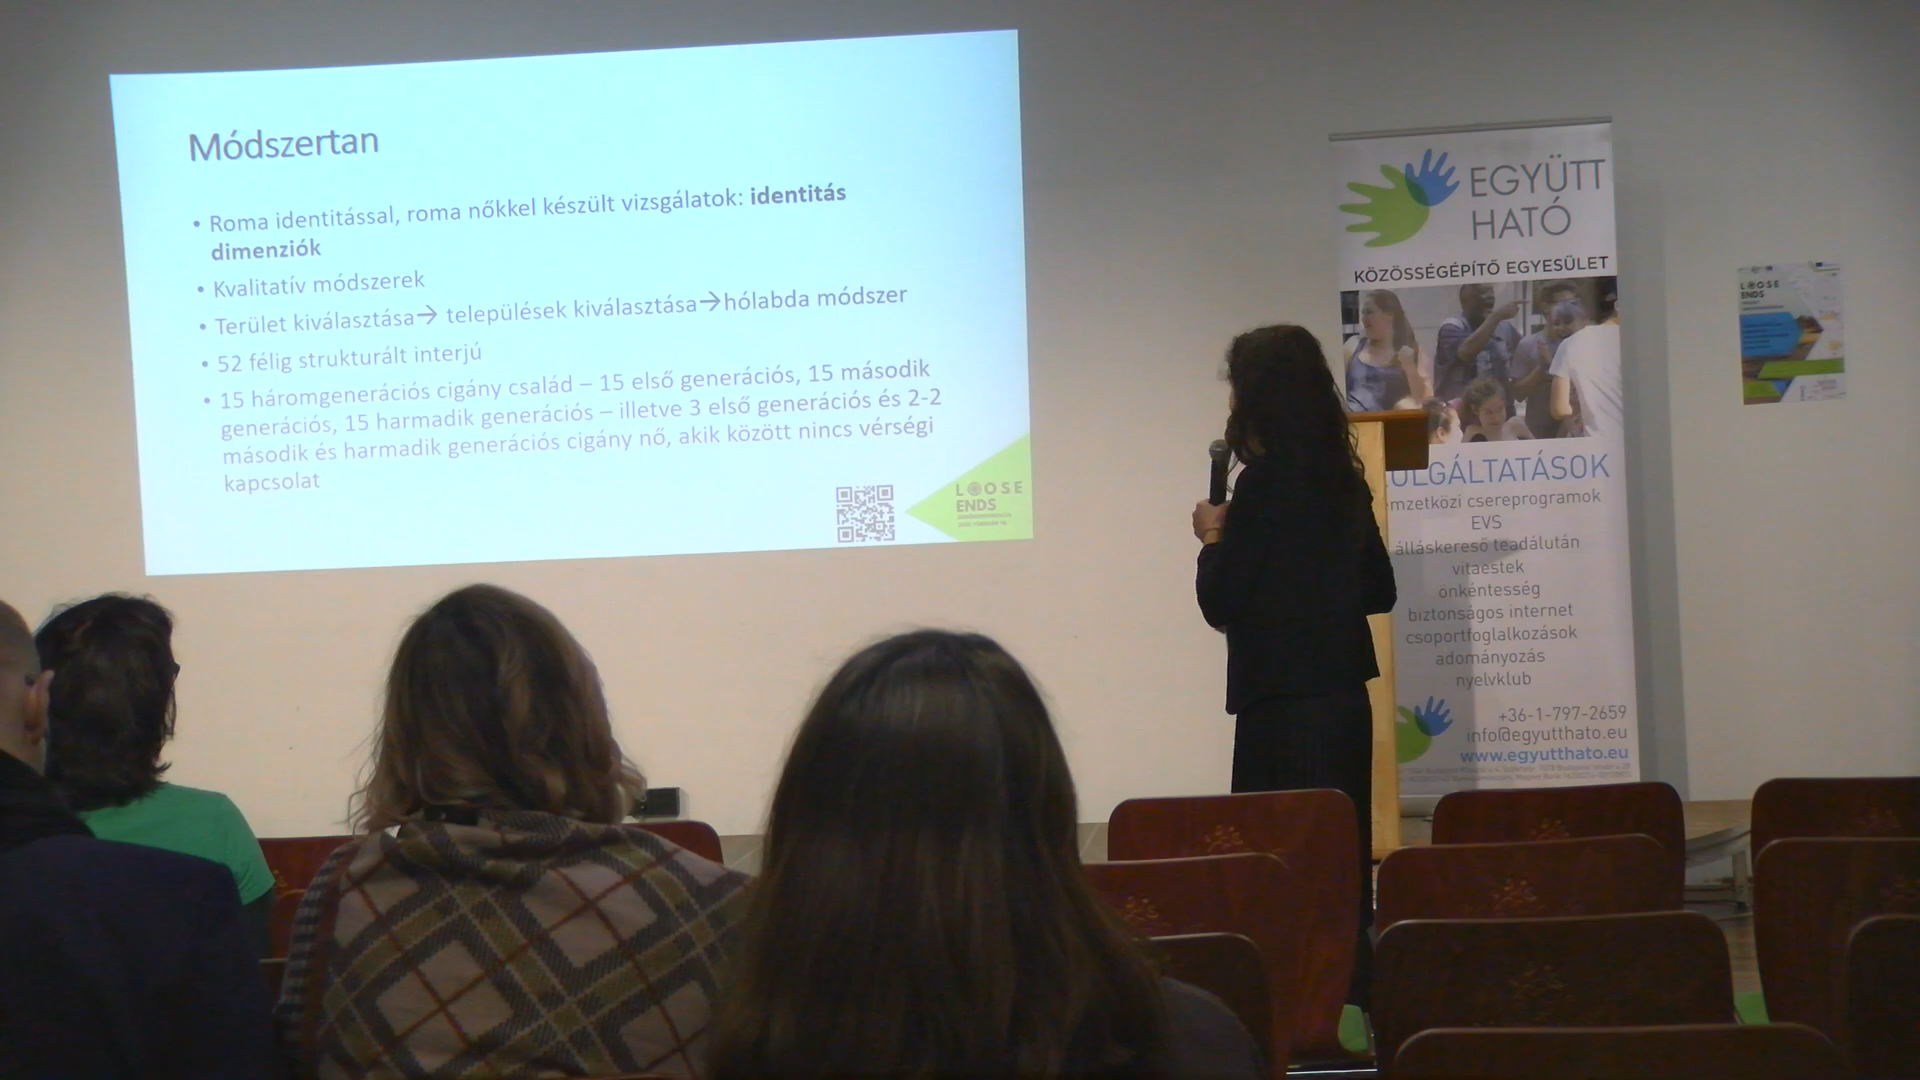 Módszertan
• Roma identitással, roma nőkkel készült vizsgálatok: identitás
dimenziók
• Kvalitatív módszerek
• Terület kiválasztása→ települések kiválasztása→hólabda módszer
• 52 félig strukturált interjú
• 15 háromgenerációs cigány család – 15 első generációs, 15 második
generációs, 15 harmadik generációs – illetve 3 első generációs és 2-2
második és harmadik generációs cigány nő, akik között nincs vérségi
kapcsolat
LOOSE
ENDS
EGYÜTT
HATÓ
KÖZÖSSÉGÉPÍTŐ EGYESÜLET
OLGÁLTATÁSOK
emzetközi csereprogramok
EVS
álláskereső teadélután
vitaestek
önkéntesség
biztonságos internet
csoportfoglalkozások
adományozás
nyelvklub
+36-1-797-2659
info@egyutthato.eu
www.egyutthato.eu
LOOSE
ENDS